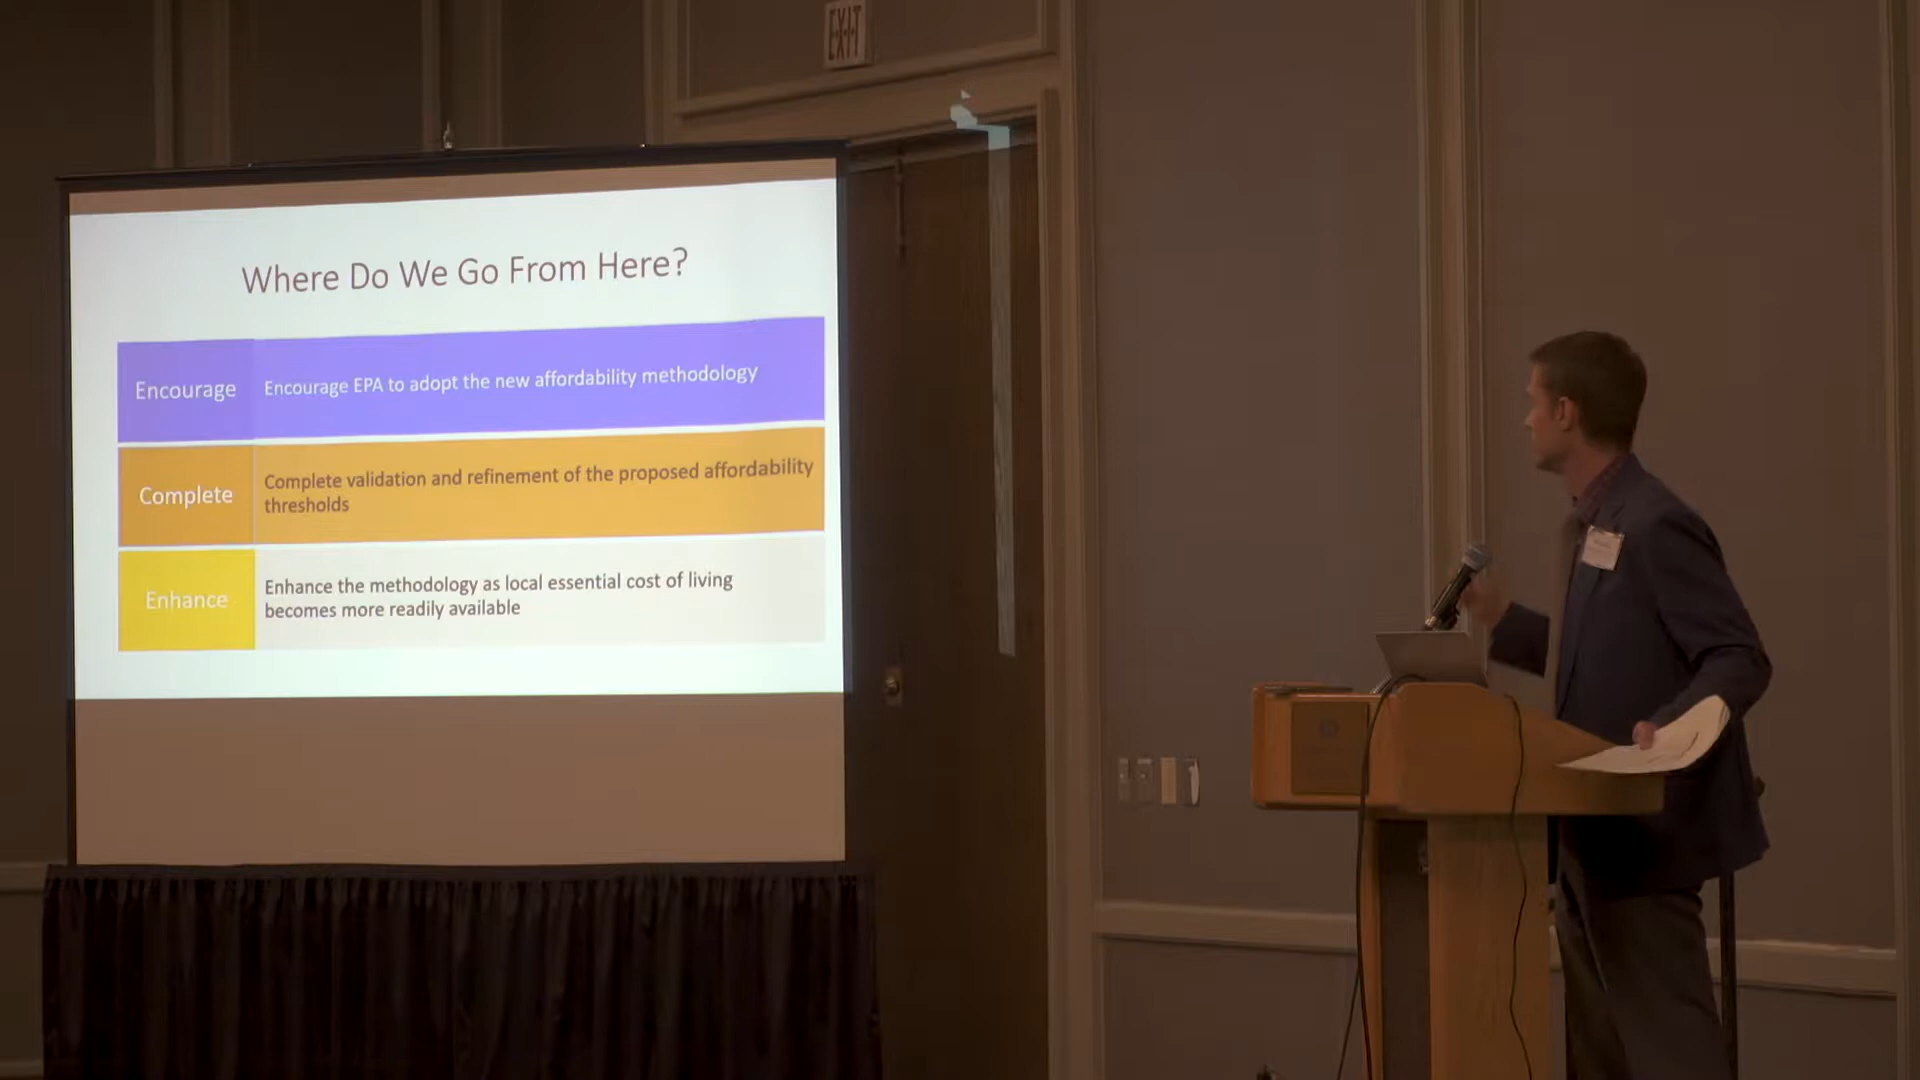 EXIT
Where Do We Go From Here?
Encourage
Encourage EPA to adopt the new affordability methodology
Complete
Complete validation and refinement of the proposed affordability
thresholds
Enhance
Enhance the methodology as local essential cost of living
becomes more readily available